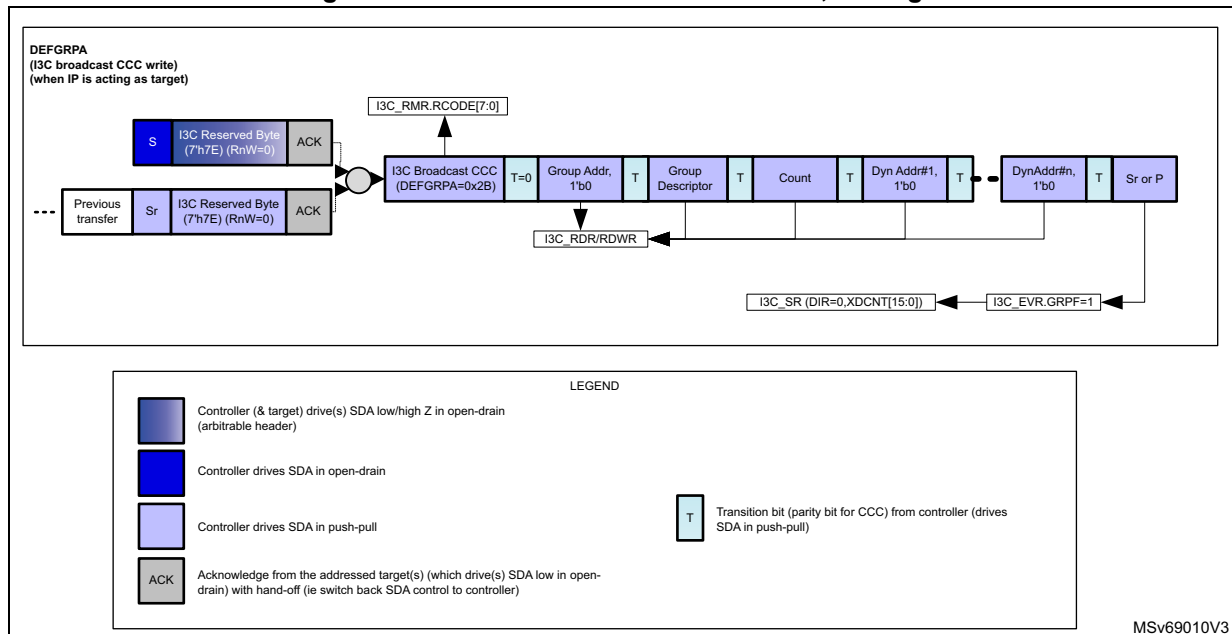 DEFGRPA
(I3C broadcast CCC write)
(when IP is acting as target)
I3C_RMR.RCODE[7:0]
S
I3C Reserved Byte
(7'h7E) (RnW=0)
ACK
I3C Broadcast CCC
(DEFGRPA=0x2B)
T=0
Group Addr,
1'b0
T
Group
Descriptor
T
Count
T
Dyn Addr#1,
1'b0
T
DynAddr#n,
1'b0
T
Sr or P
Previous
transfer
Sr
I3C Reserved Byte
(7'h7E) (RnW=0)
ACK
I3C_RDR/RDWR
I3C_SR (DIR=0,XDCNT[15:0])
I3C_EVR.GRPF=1
LEGEND
Controller (& target) drive(s) SDA low/high Z in open-drain
(arbitrable header)
Controller drives SDA in open-drain
Controller drives SDA in push-pull
T
Transition bit (parity bit for CCC) from controller (drives
SDA in push-pull)
ACK
Acknowledge from the addressed target(s) (which drive(s) SDA low in open-
drain) with hand-off (ie switch back SDA control to controller)
MSv69010V3